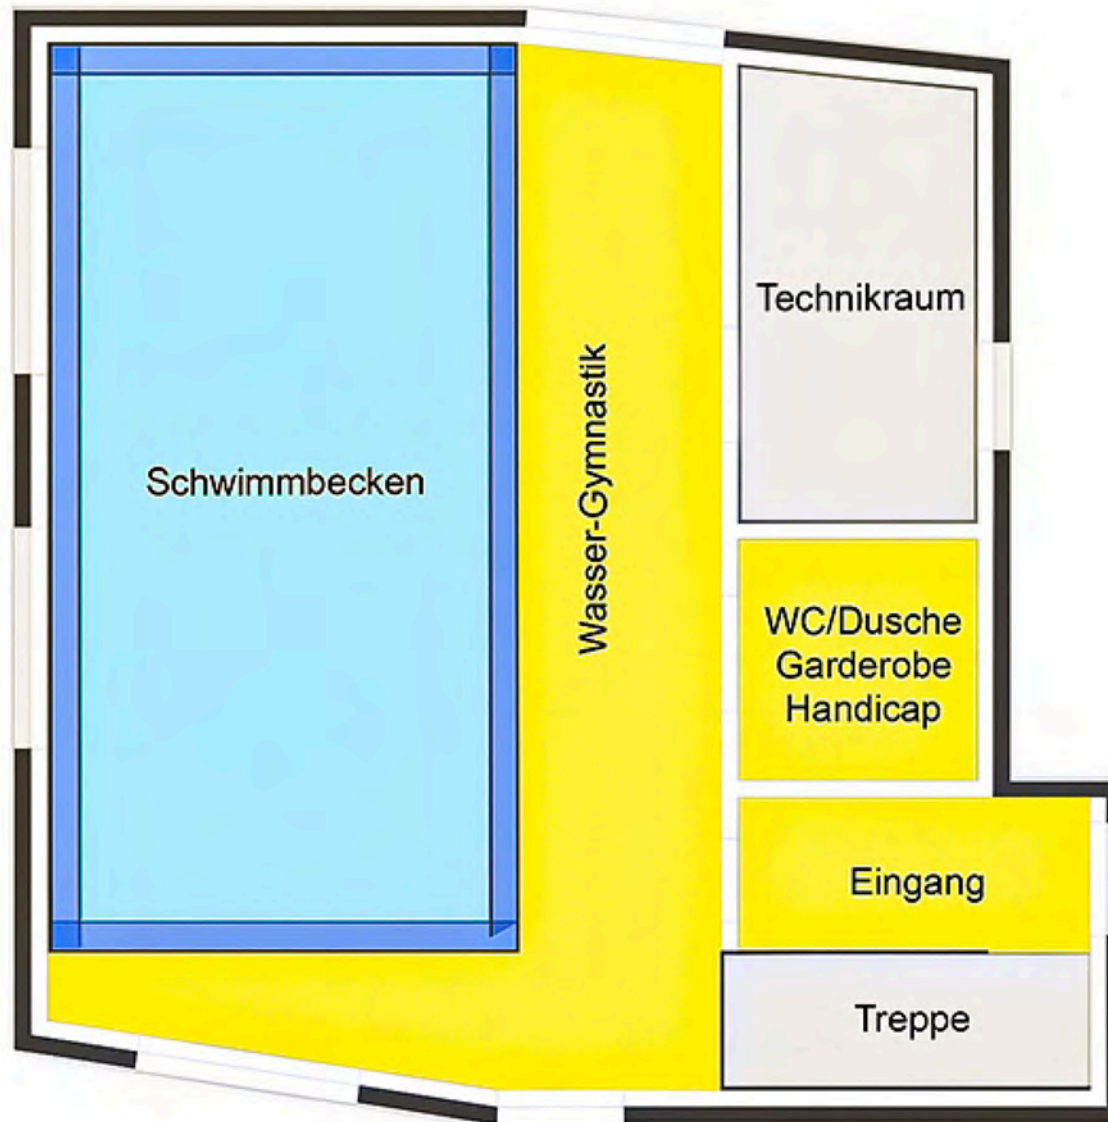 Technikraum
Schwimmbecken
Wasser-Gymnastik
WC/Dusche
Garderobe
Handicap
Eingang
Treppe